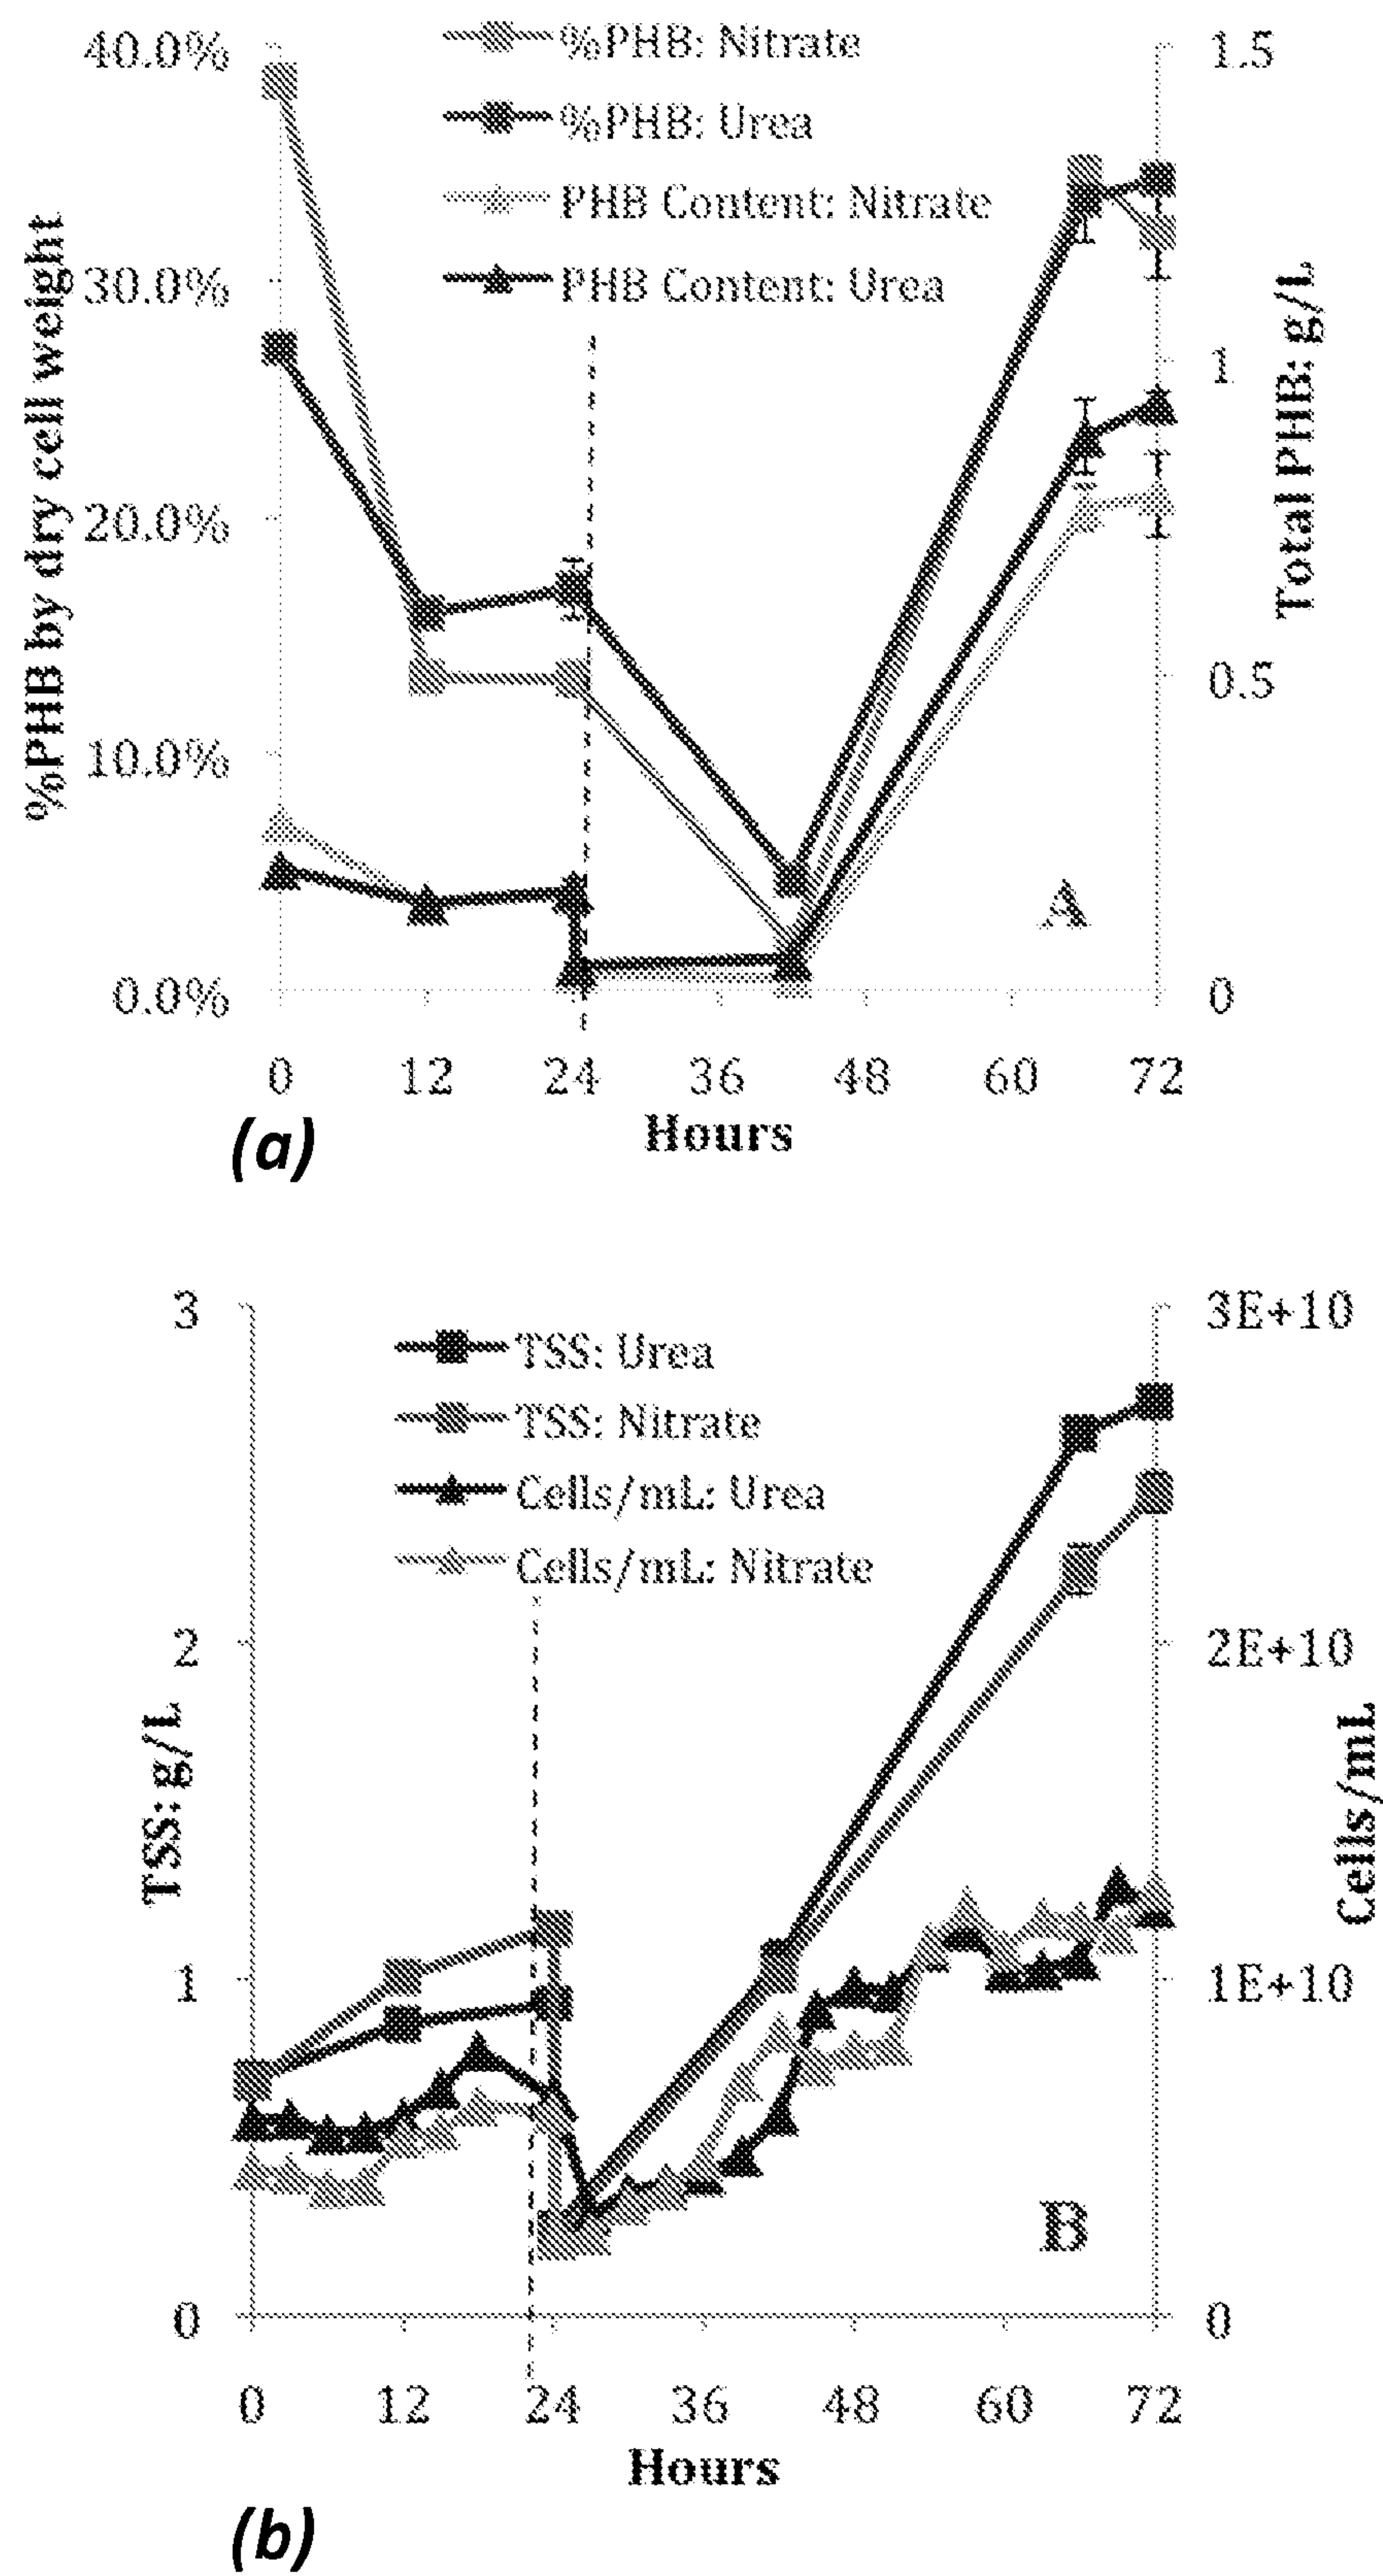 40.0%
30.0%
20.0%
10.0%
0.0%
%PHB by dry cell weight
%PHB: Nitrate
%PHB: Urea
PHB Content: Nitrate
PHB Content: Urea
1.5
1
0.5
0
Total PHB: g/L
A
0 12 24 36 48 60 72
Hours
(a)
3
2
1
0
TSS: g/L
TSS: Urea
TSS: Nitrate
Cells/mL: Urea
Cells/mL: Nitrate
3E+10
2E+10
1E+10
0
Cells/mL
B
0 12 24 36 48 60 72
Hours
(b)